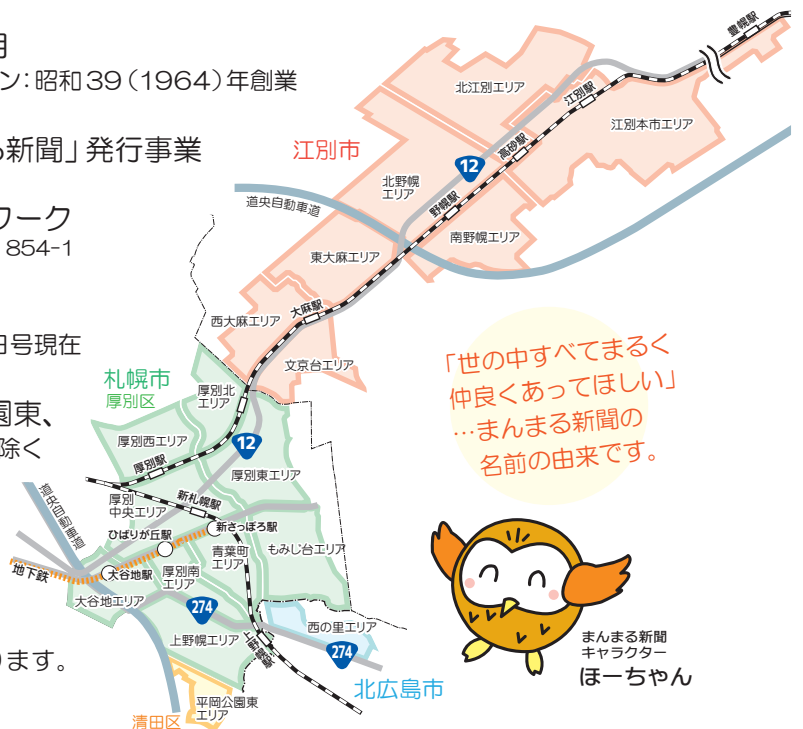 月
ン：昭和39（1964）年創業
る新聞」発行事業
ワーク
854-1
日号現在
園東、
除く
ります。
豊幌駅
北江別エリア
江別駅
江別本市エリア
江別市
高砂駅
12
北野幌
エリア
野幌駅
道央自動車道
南野幌エリア
東大麻エリア
大麻駅
西大麻エリア
文京台エリア
札幌市
厚別区
厚別北
エリア
厚別西エリア
12
厚別駅
厚別東エリア
道央自動車道
厚別
中央エリア
新札幌駅
ひばりが丘駅
新さっぽろ駅
青葉町
エリア
もみじ台エリア
地下鉄
大谷地駅
厚別南
エリア
大谷地エリア
274
西の里エリア
上野幌エリア
上野幌駅
274
北広島市
平岡公園東
エリア
清田区
「世の中すべてまるく
仲良くあってほしい」
…まんまる新聞の
名前の由来です。
まんまる新聞
キャラクター
ほーちゃん